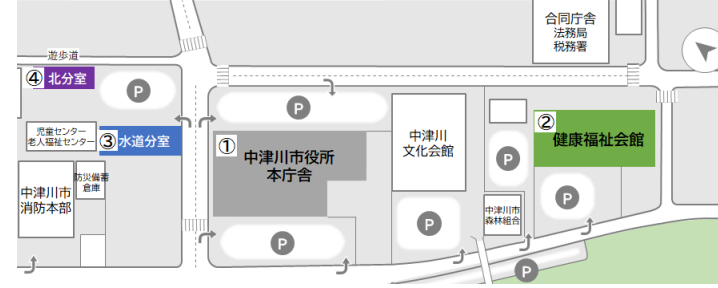 合同庁舎
法務局
税務署
遊歩道
④ 北分室
P
P
児童センター
老人福祉センター
③ 水道分室
① 中津川市役所
本庁舎
中津川
文化会館
② 健康福祉会館
P
中津川市
消防本部
防災備蓄
倉庫
P
P
P
中津川市
森林組合
P
P